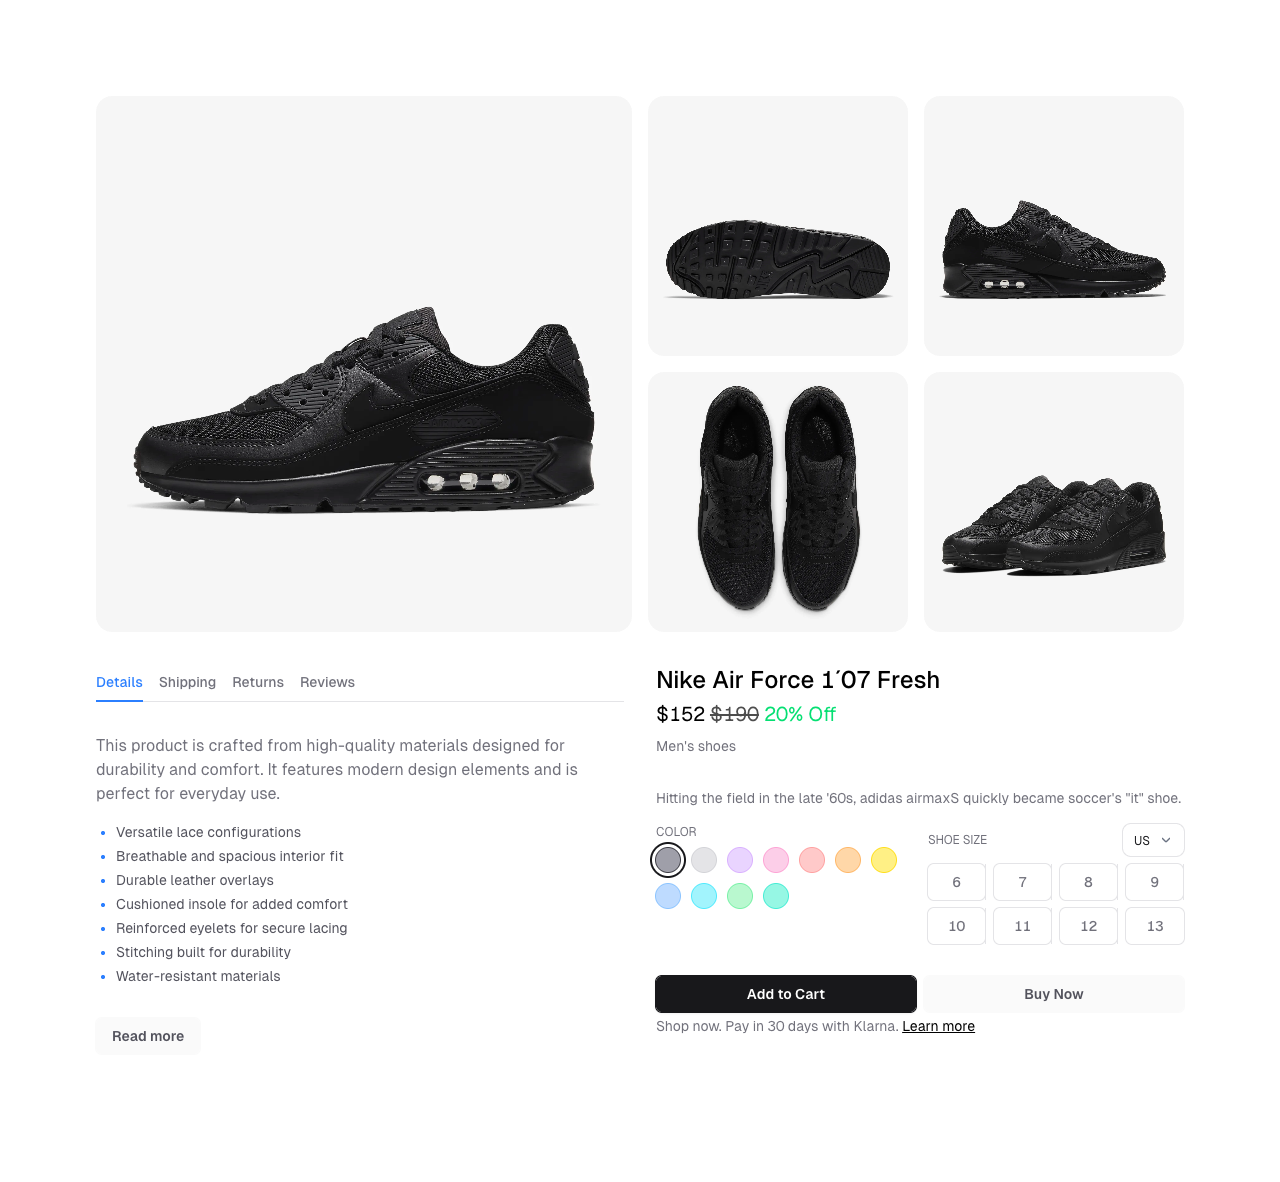 Details Shipping Returns Reviews
This product is crafted from high-quality materials designed for
durability and comfort. It features modern design elements and is
perfect for everyday use.
Versatile lace configurations
Breathable and spacious interior fit
Durable leather overlays
Cushioned insole for added comfort
Reinforced eyelets for secure lacing
Stitching built for durability
Water-resistant materials
Read more
Nike Air Force 1´07 Fresh
$152 $190 20% Off
Men's shoes
Hitting the field in the late '60s, adidas airmaxS quickly became soccer's "it" shoe.
COLOR
SHOE SIZE
US
6 7 8 9
10 11 12 13
Add to Cart
Buy Now
Shop now. Pay in 30 days with Klarna. Learn more